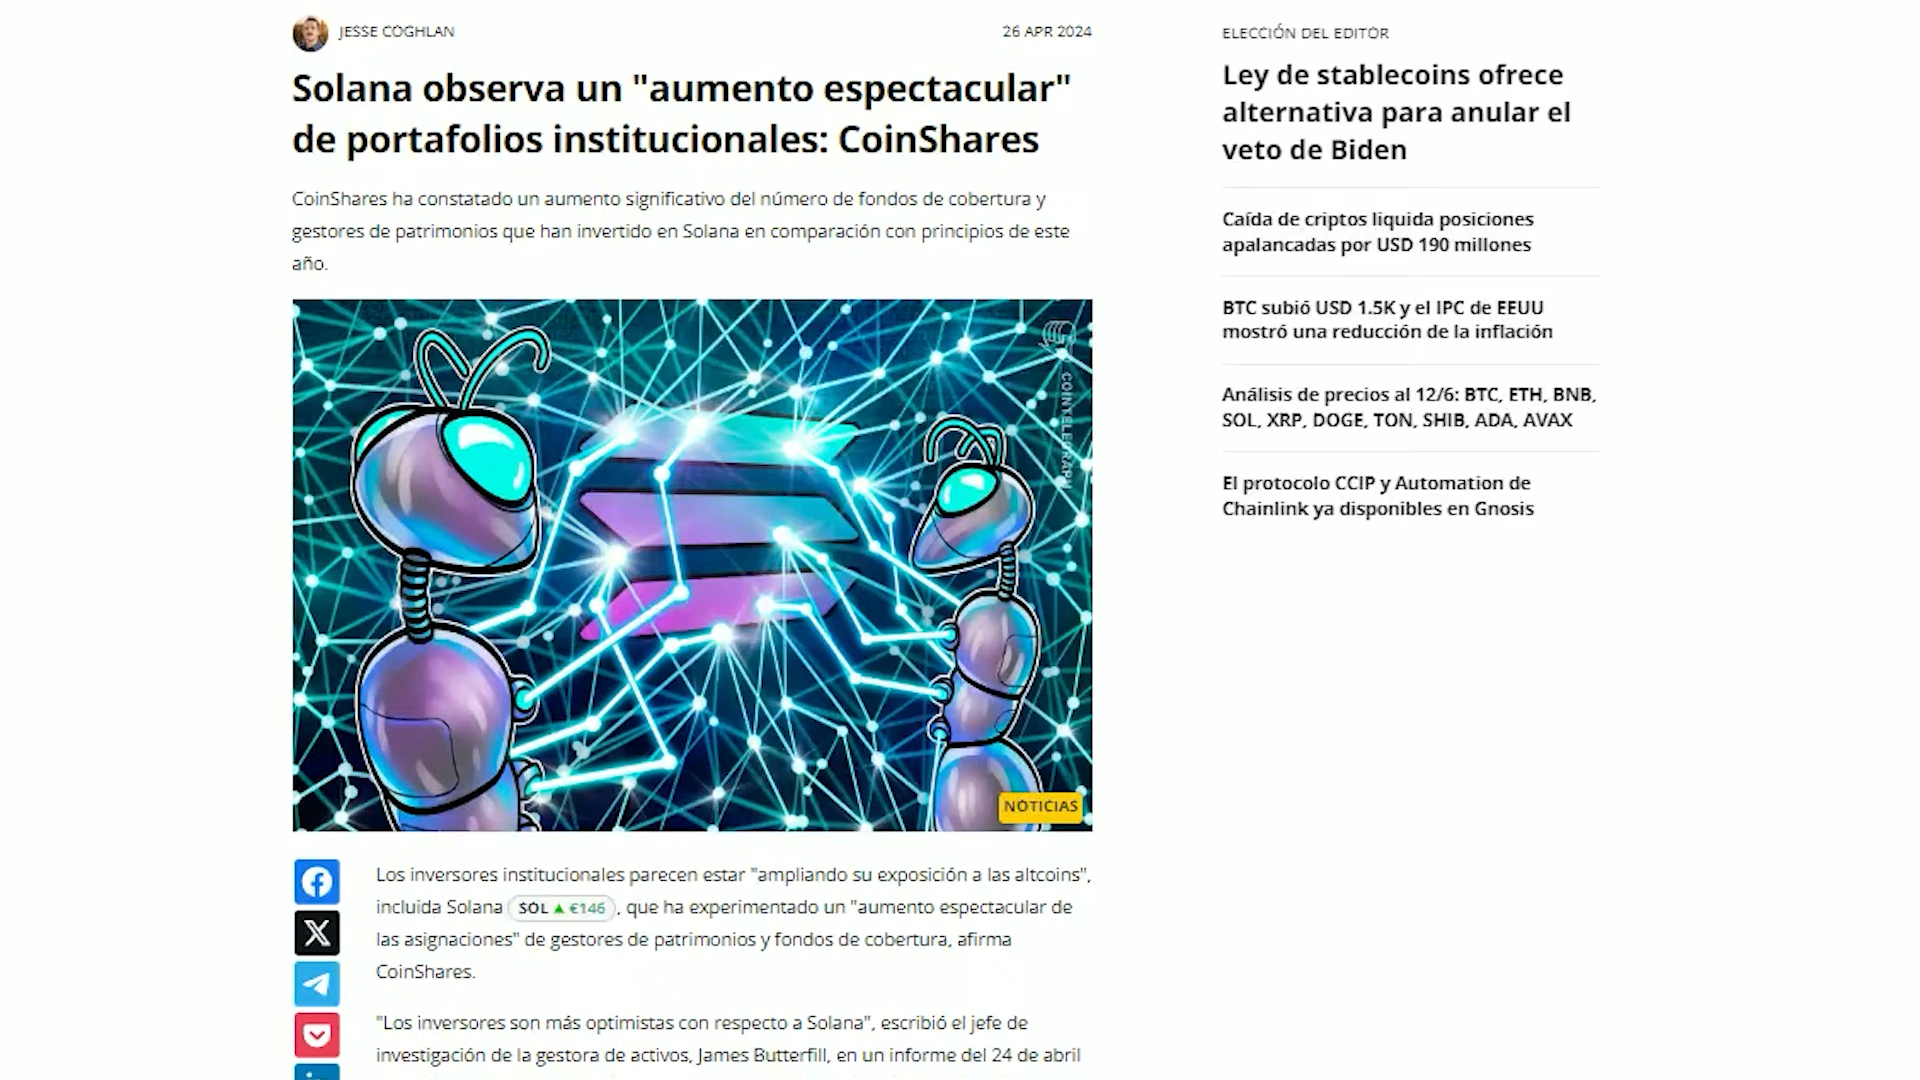 JESSE COGHLAN
26 APR 2024
Solana observa un "aumento espectacular"
de portafolios institucionales: CoinShares
CoinShares ha constatado un aumento significativo del número de fondos de cobertura y
gestores de patrimonios que han invertido en Solana en comparación con principios de este
año.
COINTELEGRAPH
NOTICIAS
Los inversores institucionales parecen estar "ampliando su exposición a las altcoins",
incluida Solana SOL ▲ €146, que ha experimentado un "aumento espectacular de
las asignaciones" de gestores de patrimonios y fondos de cobertura, afirma
CoinShares.
"Los inversores son más optimistas con respecto a Solana", escribió el jefe de
investigación de la gestora de activos, James Butterfill, en un informe del 24 de abril
ELECCIÓN DEL EDITOR
Ley de stablecoins ofrece
alternativa para anular el
veto de Biden
Caída de criptos liquida posiciones
apalancadas por USD 190 millones
BTC subió USD 1.5K y el IPC de EEUU
mostró una reducción de la inflación
Análisis de precios al 12/6: BTC, ETH, BNB,
SOL, XRP, DOGE, TON, SHIB, ADA, AVAX
El protocolo CCIP y Automation de
Chainlink ya disponibles en Gnosis